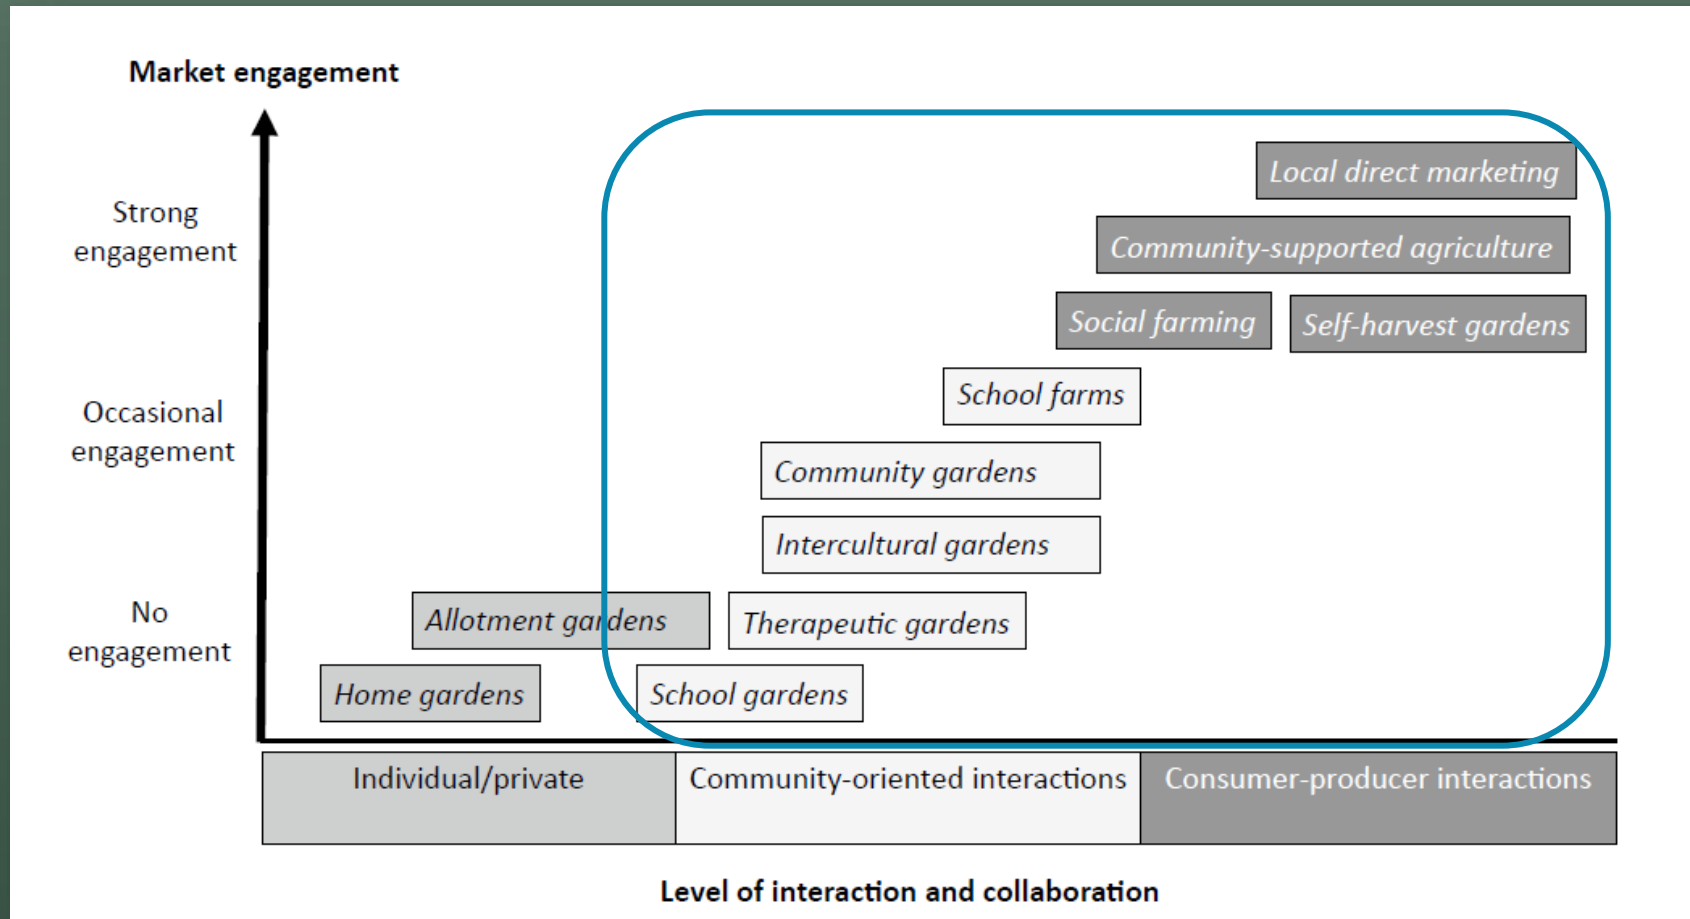 Market engagement
Strong
engagement
Local direct marketing
Community-supported agriculture
Social farming
Self-harvest gardens
Occasional
engagement
School farms
Community gardens
Intercultural gardens
No
engagement
Allotment gardens
Therapeutic gardens
Home gardens
School gardens
Individual/private
Community-oriented interactions
Consumer-producer interactions
Level of interaction and collaboration